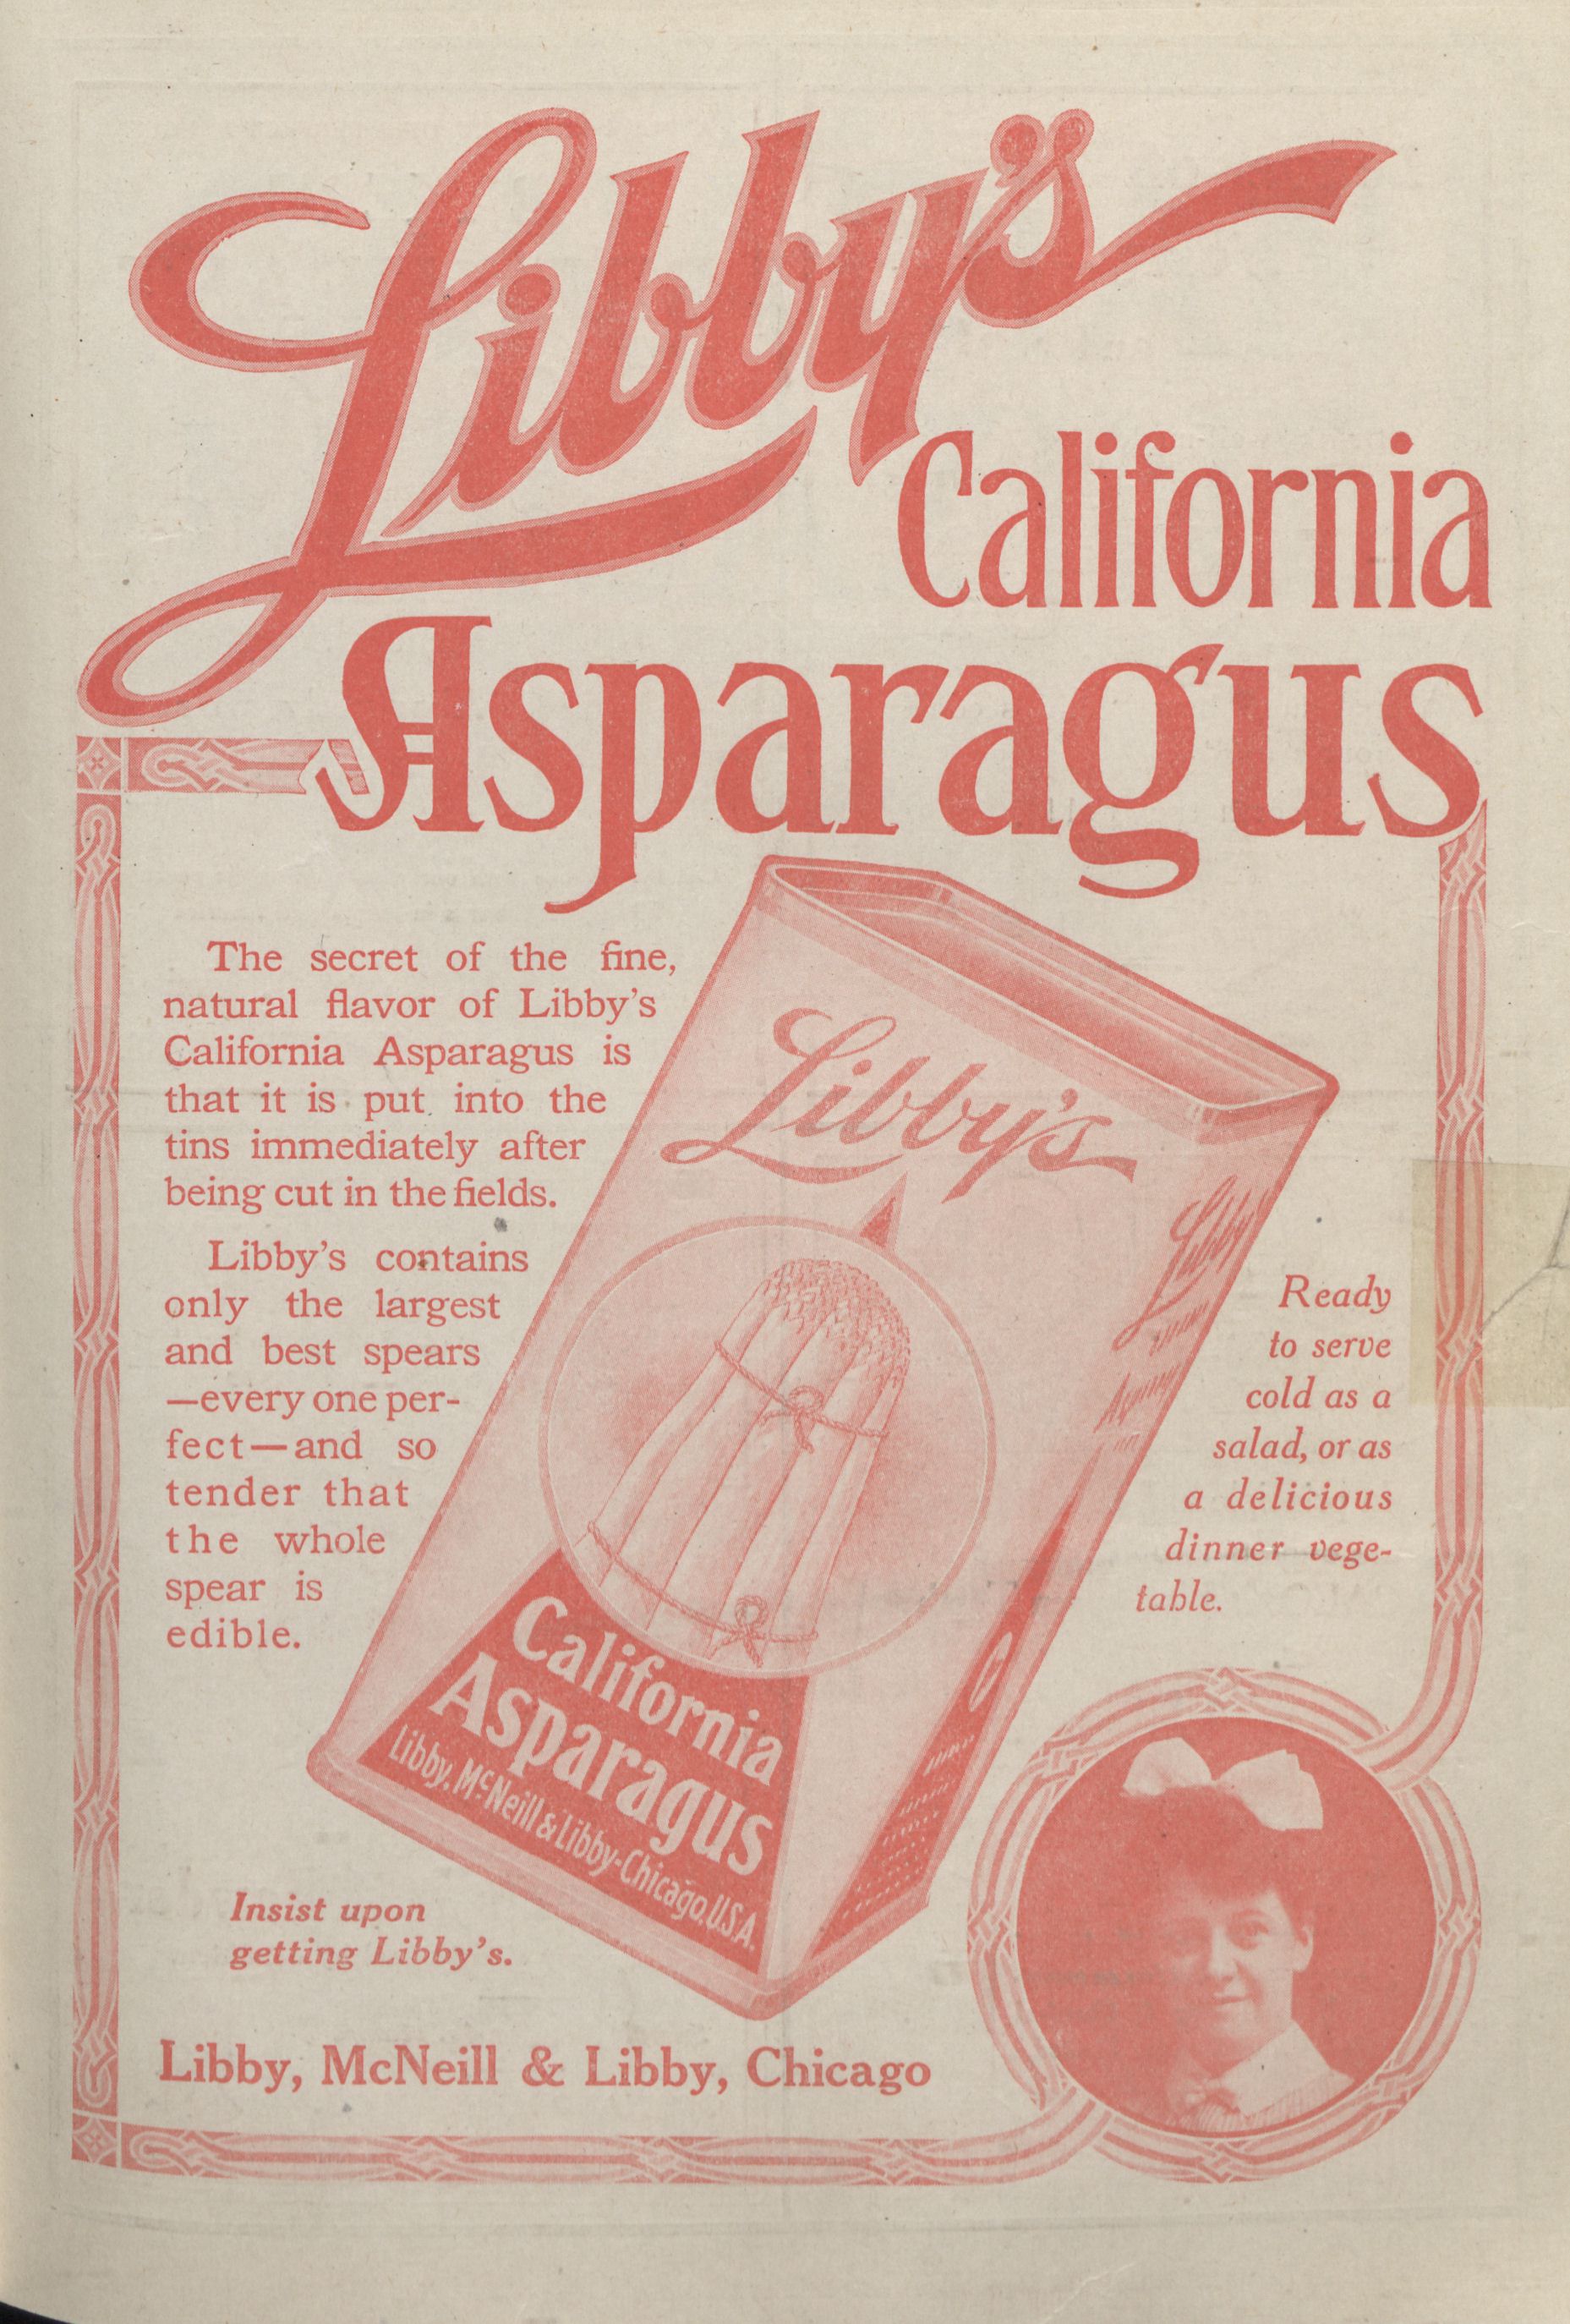 Libby's
California
Asparagus
The secret of the fine,
natural flavor of Libby's
California Asparagus is
that it is put into the
tins immediately after
being cut in the fields.
Libby's contains
only the largest
and best spears
—every one per-
fect—and so
tender that
the whole
spear is
edible.
Libby's
Libby's
California
Asparagus
Libby, McNeill & Libby-Chicago, U.S.A.
Ready
to serve
cold as a
salad, or as
a delicious
dinner vege-
table.
Insist upon
getting Libby's.
Libby, McNeill & Libby, Chicago